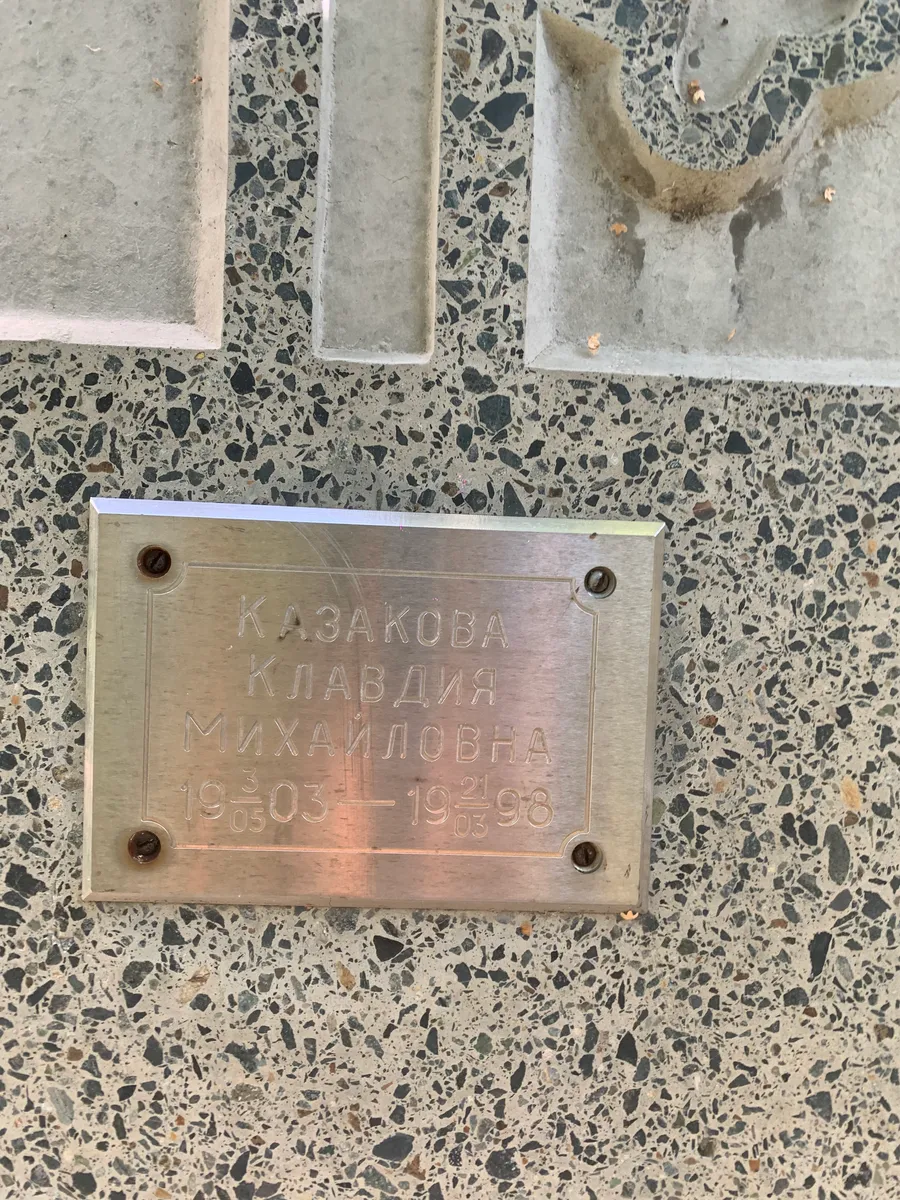 КАЗАКОВА
КЛАВДИЯ
МИХАЙЛОВНА
19 3/05 03 — 19 21/03 98